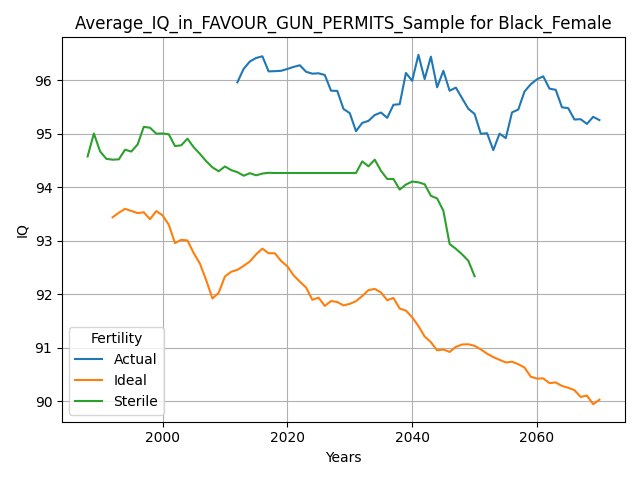 Average_IQ_in_FAVOUR_GUN_PERMITS_Sample for Black_Female
IQ
96
95
94
93
92
91
90
Fertility
Actual
Ideal
Sterile
2000
2020
2040
2060
Years